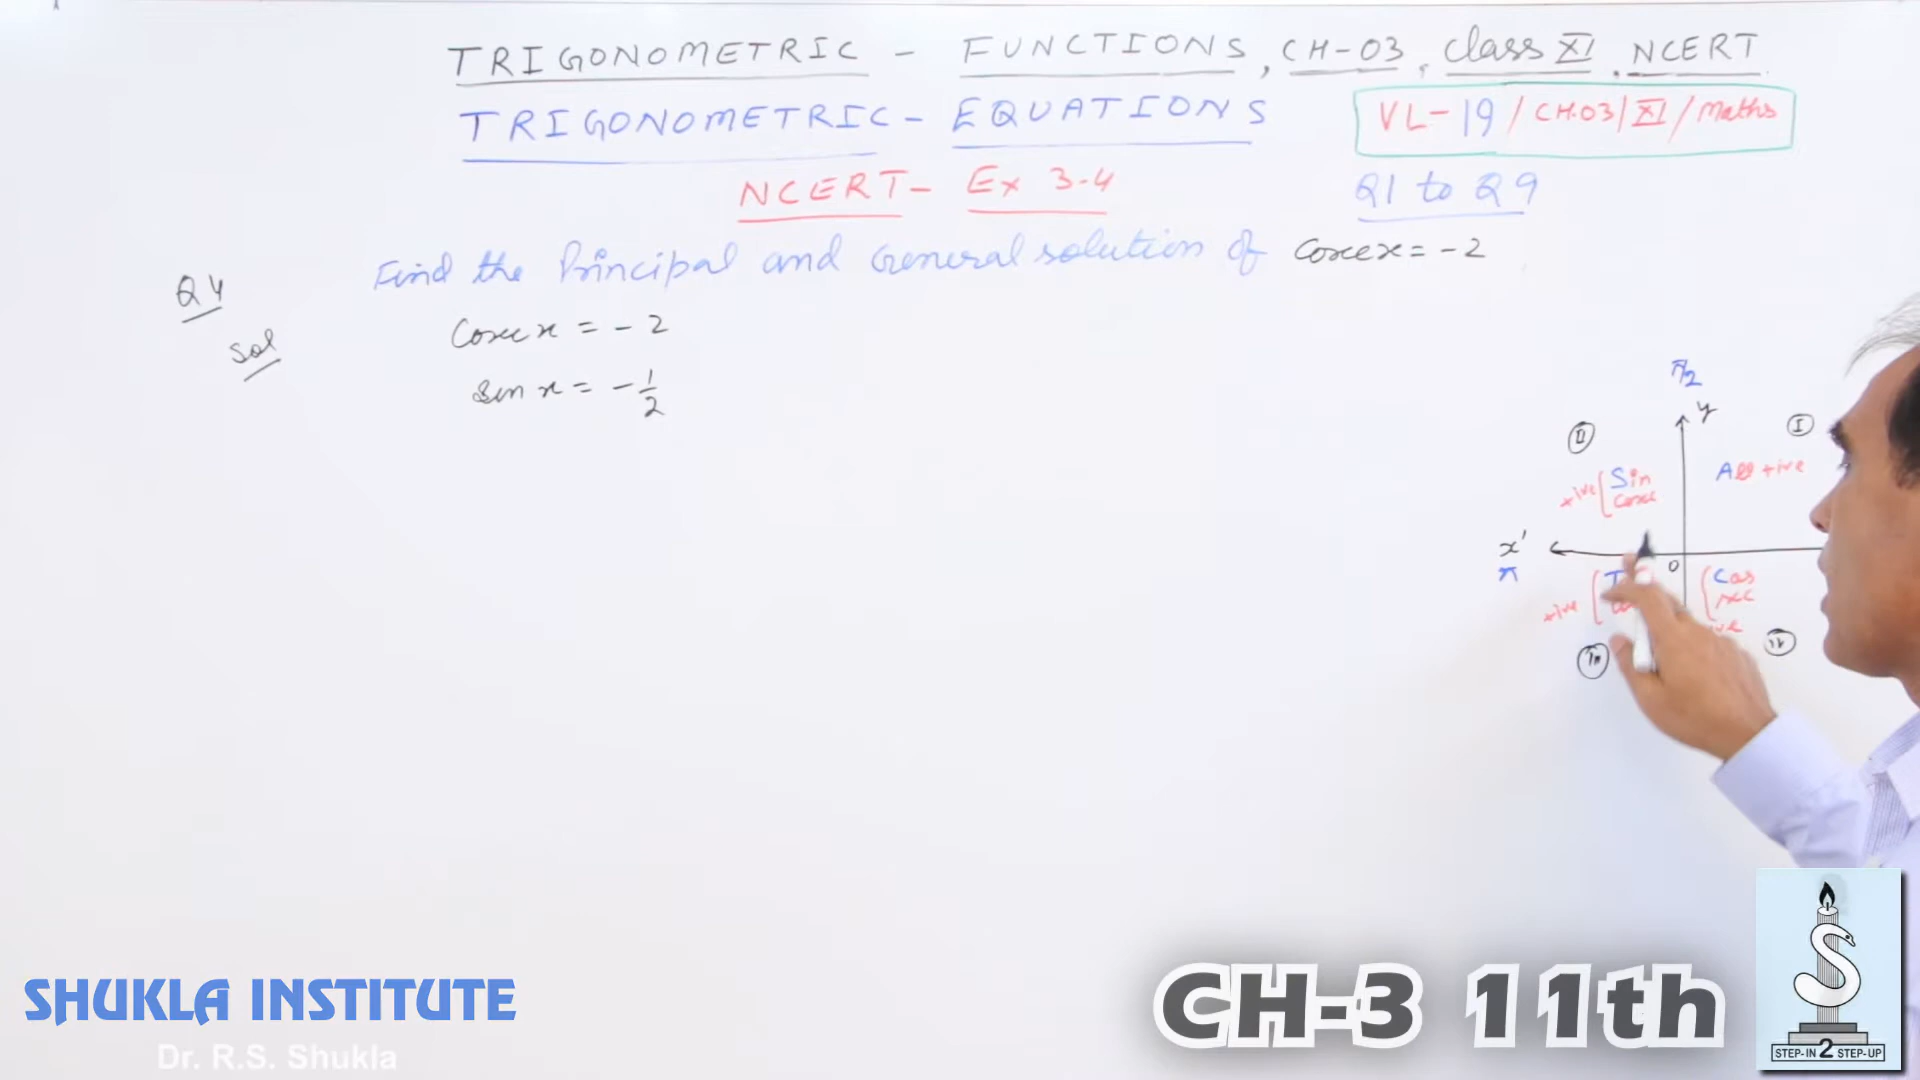 TRIGONOMETRIC - FUNCTIONS, CH-03, Class XI, NCERT
TRIGONOMETRIC - EQUATIONS
VL-19/CH.03/XI/Maths
NCERT- Ex 3.4
Q1 to Q9
Q4
Find the Principal and General solution of Cosec x = -2
Sol
Cosec x = - 2
Sin x = - 1/2
π/2
y
II
I
+ive
Sin
Cosec
All +ive
x'
π
0
+ive
Cos
sec
III
IV
SHUKLA INSTITUTE
Dr. R.S. Shukla
CH-3 11th
S
STEP-IN 2 STEP-UP